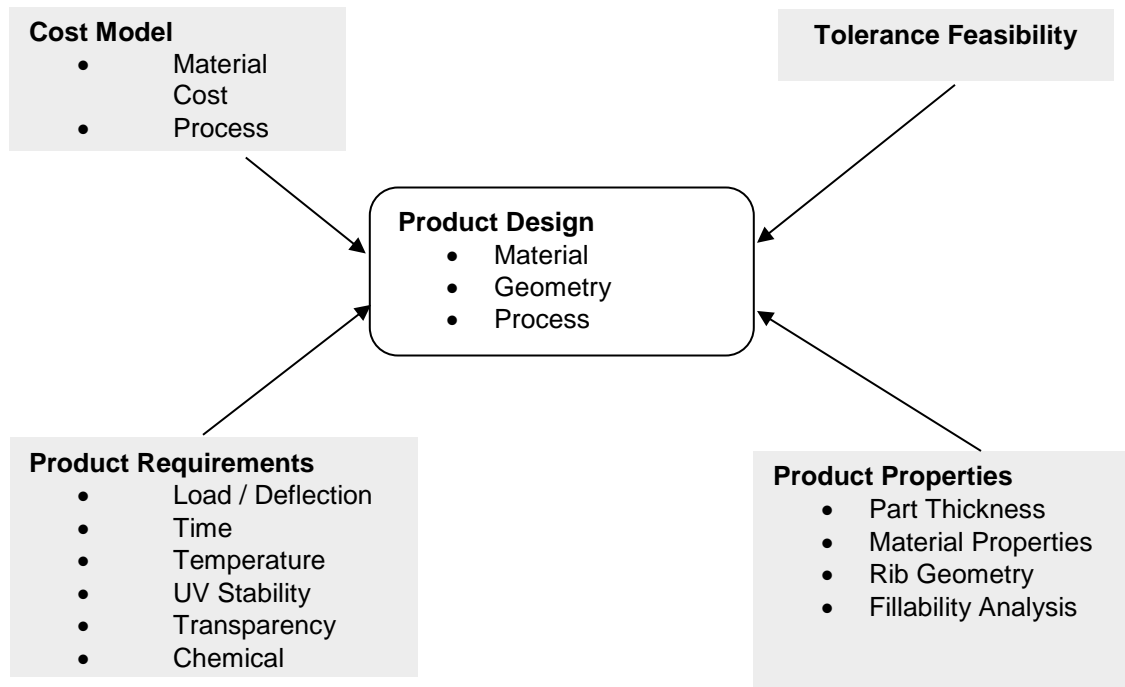 Cost Model
• Material
Cost
• Process
Tolerance Feasibility
Product Design
• Material
• Geometry
• Process
Product Requirements
• Load / Deflection
• Time
• Temperature
• UV Stability
• Transparency
• Chemical
Product Properties
• Part Thickness
• Material Properties
• Rib Geometry
• Fillability Analysis